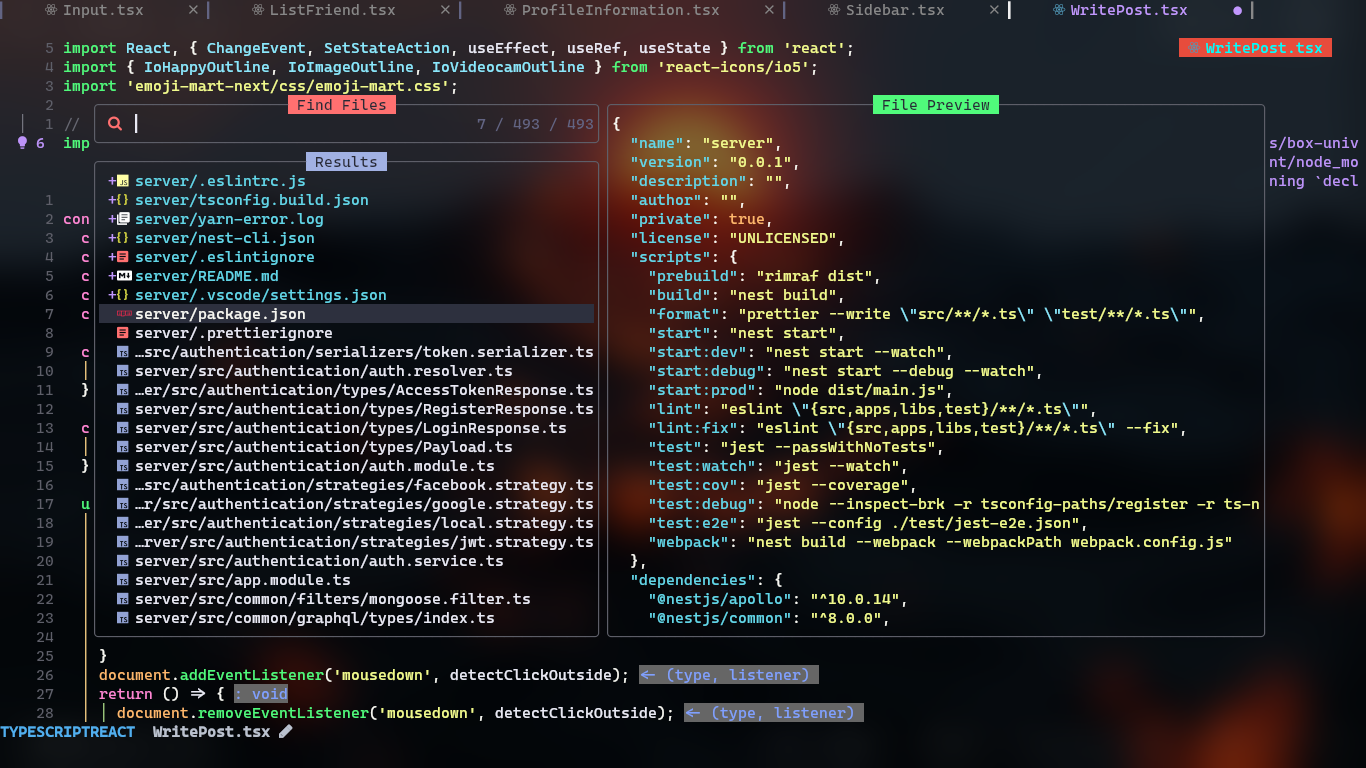 Input.tsx ListFriend.tsx ProfileInformation.tsx Sidebar.tsx WritePost.tsx
5 import React, { ChangeEvent, SetStateAction, useEffect, useRef, useState } from 'react';
WritePost.tsx
4 import { IoHappyOutline, IoImageOutline, IoVideocamOutline } from 'react-icons/io5';
3 import 'emoji-mart-next/css/emoji-mart.css';
2
1 //
6 imp
s/box-univ
nt/node_mo
ning `decl
1
2 con
3 c
4 c
5 c
6 c
7 c
8
9 c
10
11 }
12
13 c
14
15 }
16
17 u
18
19
20
21
22
23
24
Find Files
7 / 493 / 493
Results
+ server/.eslintrc.js
+ server/tsconfig.build.json
+ server/yarn-error.log
+ server/nest-cli.json
+ server/.eslintignore
+ server/README.md
+ server/.vscode/settings.json
server/package.json
server/.prettierignore
…src/authentication/serializers/token.serializer.ts
server/src/authentication/auth.resolver.ts
…er/src/authentication/types/AccessTokenResponse.ts
server/src/authentication/types/RegisterResponse.ts
server/src/authentication/types/LoginResponse.ts
server/src/authentication/types/Payload.ts
server/src/authentication/auth.module.ts
…src/authentication/strategies/facebook.strategy.ts
…r/src/authentication/strategies/google.strategy.ts
…er/src/authentication/strategies/local.strategy.ts
…rver/src/authentication/strategies/jwt.strategy.ts
server/src/authentication/auth.service.ts
server/src/app.module.ts
server/src/common/filters/mongoose.filter.ts
server/src/common/graphql/types/index.ts
File Preview
{
"name": "server",
"version": "0.0.1",
"description": "",
"author": "",
"private": true,
"license": "UNLICENSED",
"scripts": {
"prebuild": "rimraf dist",
"build": "nest build",
"format": "prettier --write \"src/**/*.ts\" \"test/**/*.ts\"",
"start": "nest start",
"start:dev": "nest start --watch",
"start:debug": "nest start --debug --watch",
"start:prod": "node dist/main.js",
"lint": "eslint \"{src,apps,libs,test}/**/*.ts\"",
"lint:fix": "eslint \"{src,apps,libs,test}/**/*.ts\" --fix",
"test": "jest --passWithNoTests",
"test:watch": "jest --watch",
"test:cov": "jest --coverage",
"test:debug": "node --inspect-brk -r tsconfig-paths/register -r ts-n
"test:e2e": "jest --config ./test/jest-e2e.json",
"webpack": "nest build --webpack --webpackPath webpack.config.js"
},
"dependencies": {
"@nestjs/apollo": "^10.0.14",
"@nestjs/common": "^8.0.0",
25 }
26 document.addEventListener('mousedown', detectClickOutside); ← (type, listener)
27 return () => { : void
28 document.removeEventListener('mousedown', detectClickOutside); ← (type, listener)
TYPESCRIPTREACT WritePost.tsx